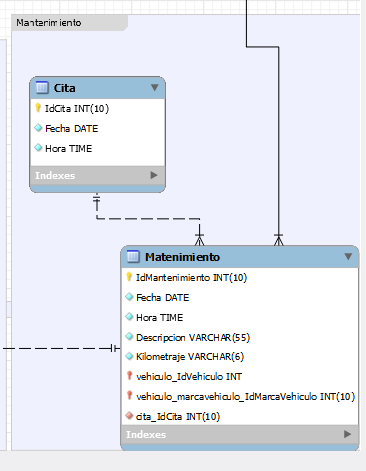 Mantenimiento
Cita
IdCita INT(10)
Fecha DATE
Hora TIME
Indexes
Matenimiento
IdMantenimiento INT(10)
Fecha DATE
Hora TIME
Descripcion VARCHAR(55)
Kilometraje VARCHAR(6)
vehiculo_IdVehiculo INT
vehiculo_marcavehiculo_IdMarcaVehiculo INT(10)
cita_IdCita INT(10)
Indexes